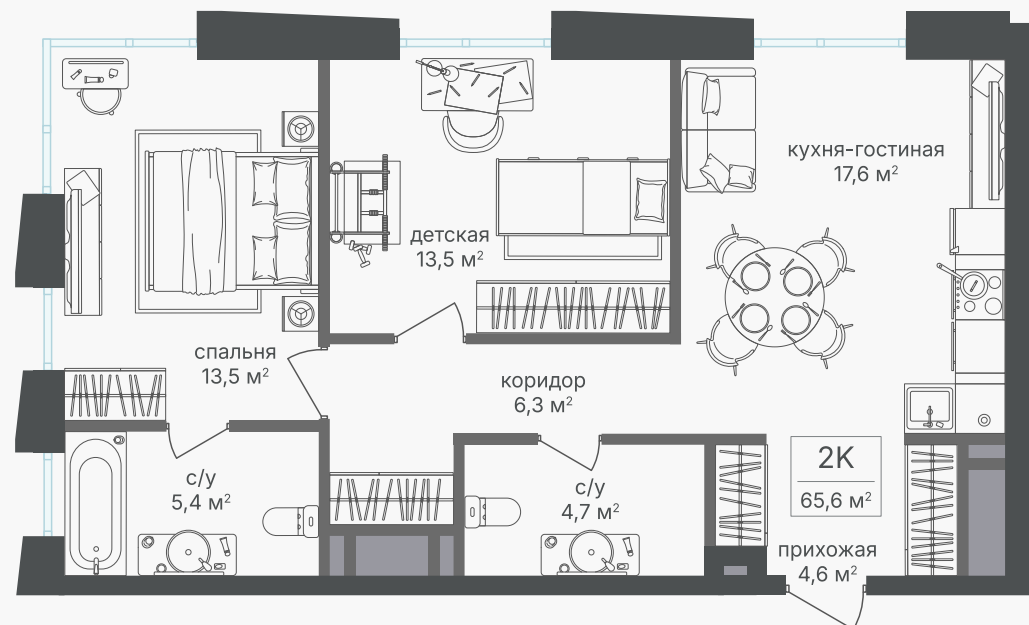 кухня-гостиная
17,6 м²
детская
13,5 м²
спальня
13,5 м²
коридор
6,3 м²
2К
65,6 м²
с/у
5,4 м²
с/у
4,7 м²
прихожая
4,6 м²